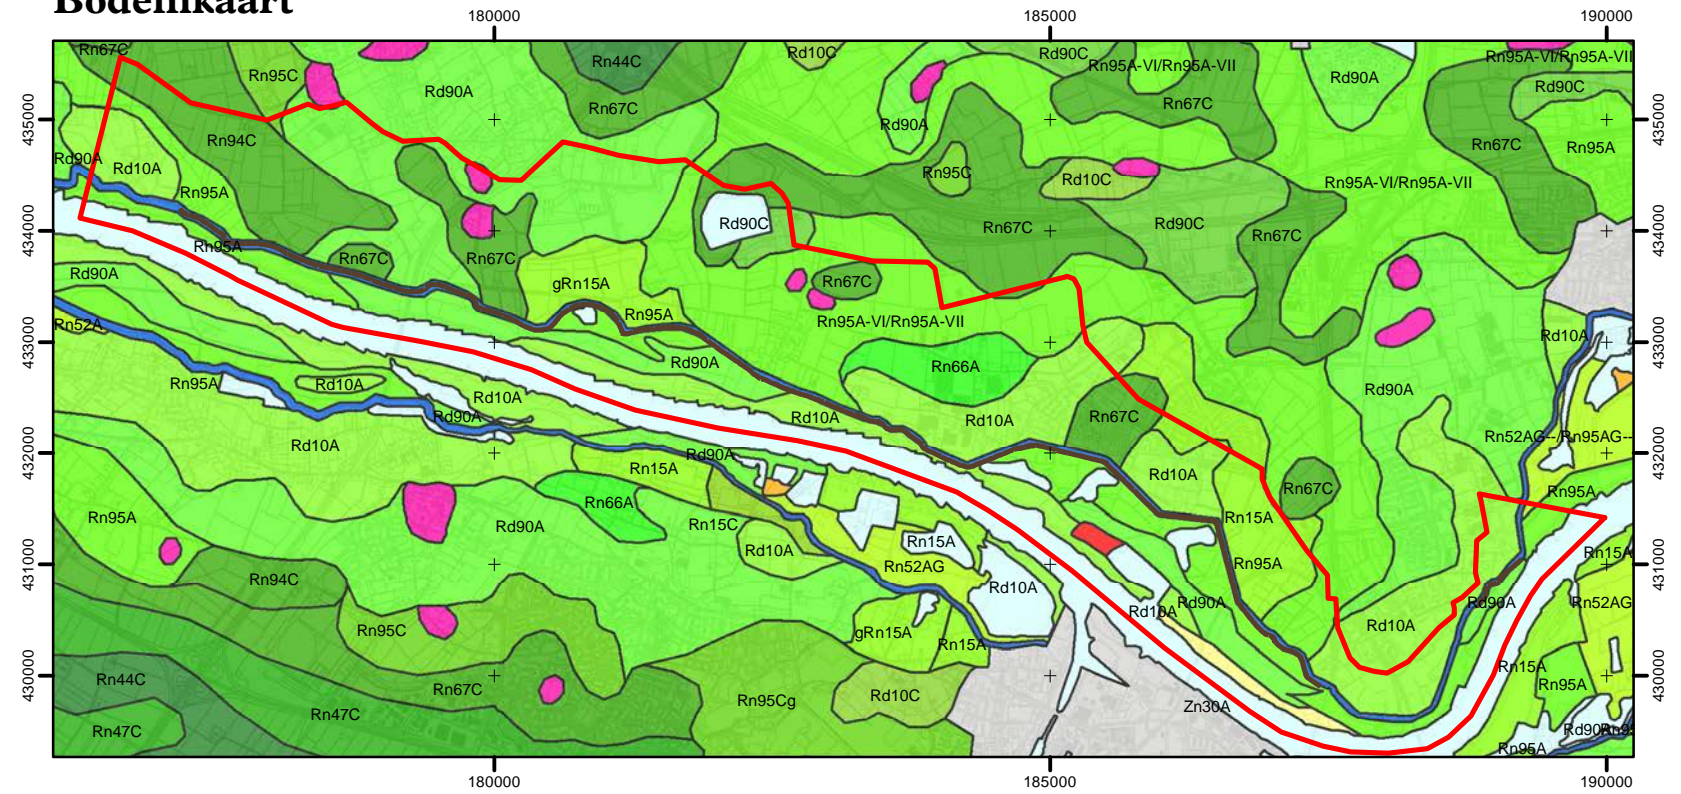 Bodemkaart
180000 185000 190000
Rn67C Rn95C Rd90A Rn44C Rd10C Rd90C Rn95A-VI/Rn95A-VII Rd90A Rn95A-VI/Rn95A-VII
Rn67C Rd90A Rn67C Rd90C
435000 Rn94C Rn67C Rn95A 435000
Rd90A Rd10A Rn95A Rn95C Rd10C Rn95A-VI/Rn95A-VII
434000 Rn95A Rn67C Rn67C Rd90C Rn67C Rd90C Rn67C 434000
Rd90A gRn15A Rn67C
Rn52A Rn95A Rn95A-VI/Rn95A-VII Rd10A
433000 Rd90A Rn66A 433000
Rn95A Rd10A Rd10A Rd90A
Rd90A Rd10A Rd10A Rn67C
432000 Rd10A Rd90A Rn15A Rd10A Rn67C Rn52AG--/Rn95AG-- 432000
Rn66A Rn95A
Rn95A Rd90A Rn15C Rn15A Rn15A
431000 Rd10A Rn52AG Rn95A Rn15A 431000
Rn94C Rd10A Rd10A Rd90A Rd90A Rn52AG
Rn95C gRn15A Rn15A Rd10A
430000 Rn44C Rn67C Rn95Cg Rd10C Rn15A Rn95A 430000
Rn47C Rn47C Zn30A Rn95A Rd90A
180000 185000 190000